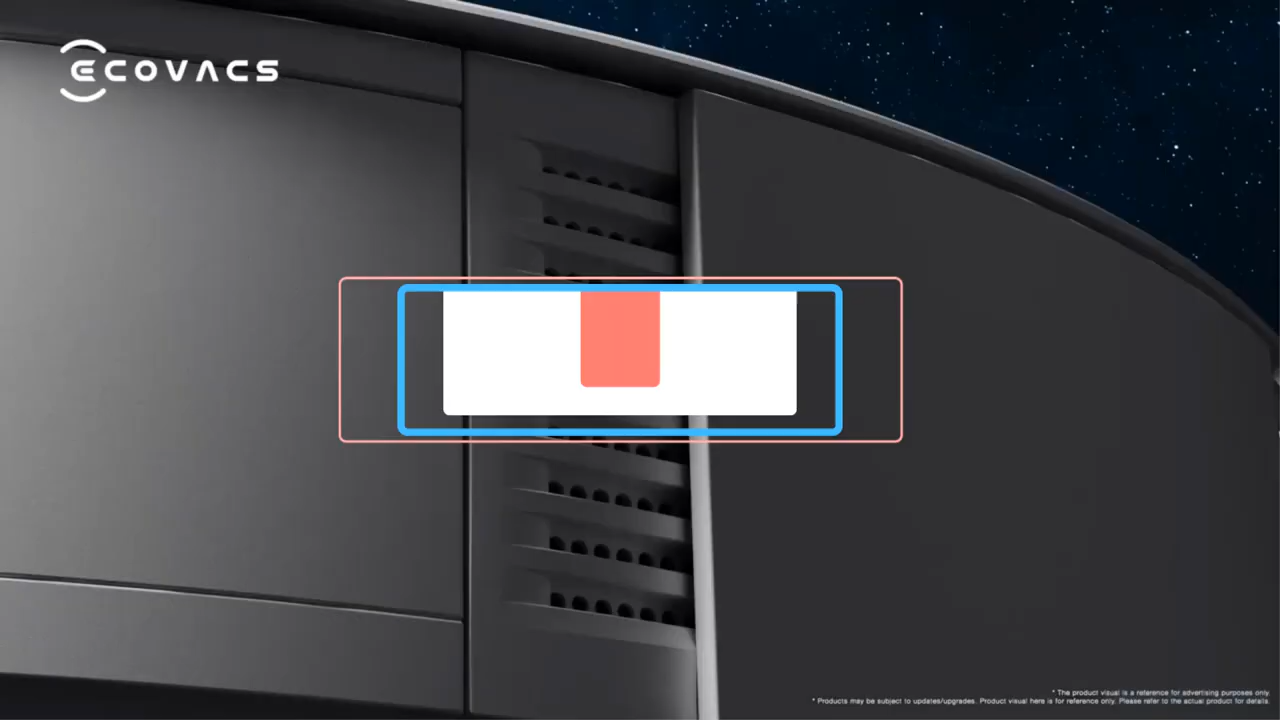 ECOVACS
* The product visual is a reference for advertising purposes only.
* Products may be subject to updates/upgrades. Product visual here is for reference only. Please refer to the actual product for details.